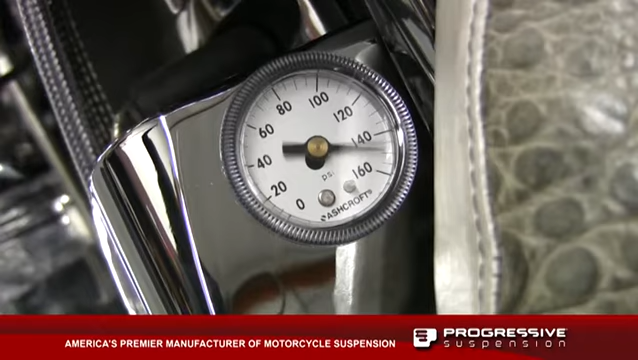 100
80
120
60
140
40
160
psi
20
0
ASHCROFT®
AMERICA'S PREMIER MANUFACTURER OF MOTORCYCLE SUSPENSION
PROGRESSIVE
suspension